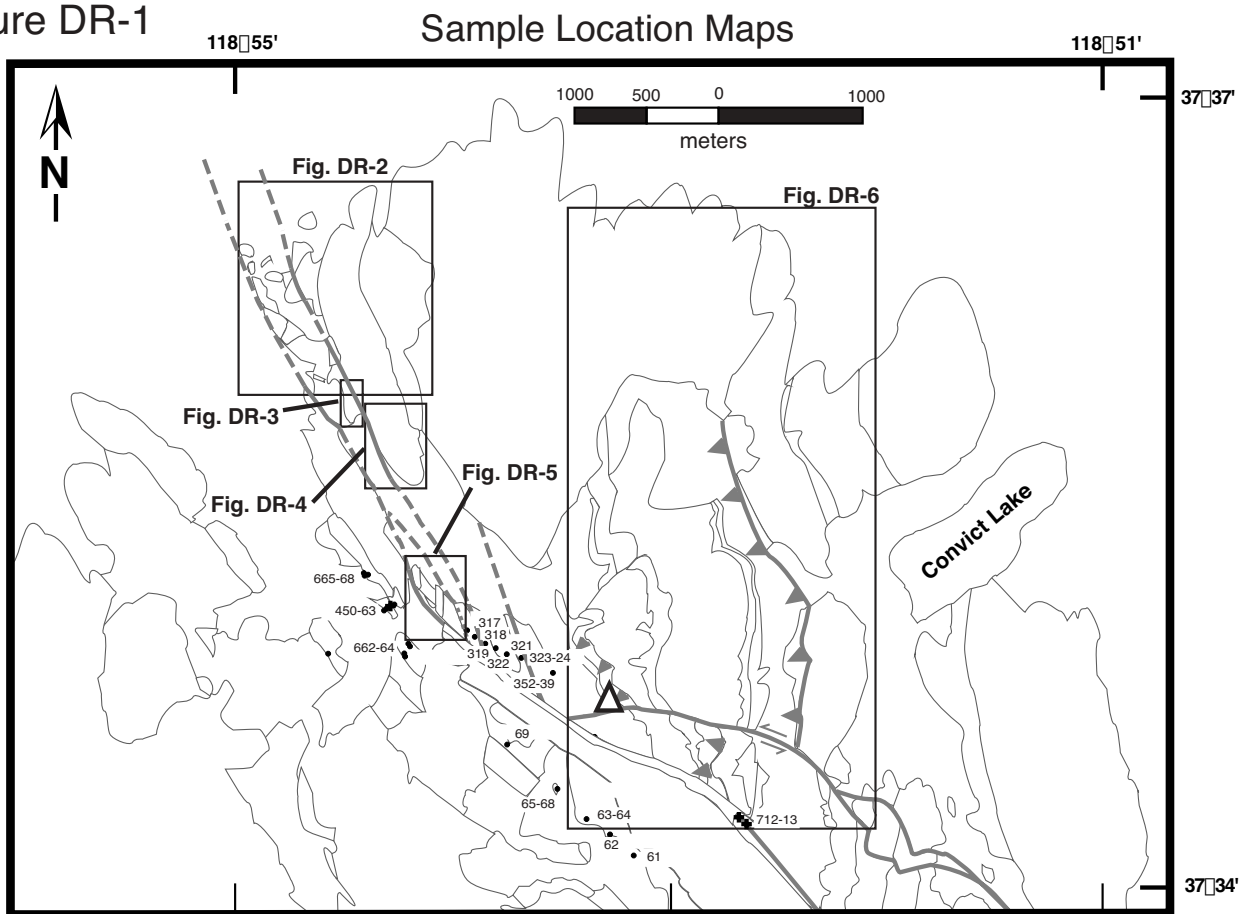 ure DR-1
Sample Location Maps
118▯55'
118▯51'
37▯37'
1000 500 0 1000
meters
N
Fig. DR-2
Fig. DR-6
Fig. DR-3
Fig. DR-4
Fig. DR-5
Convict Lake
665-68
450-63
662-64
317
318
319
321
322
323-24
352-39
69
65-68
63-64
62
61
712-13
37▯34'